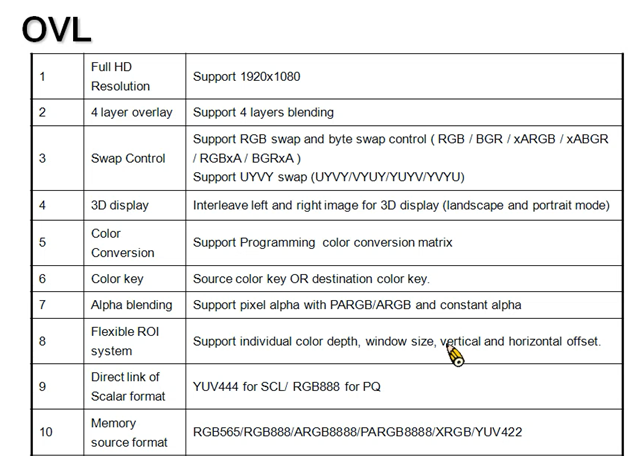 OVL
1
Full HD
Resolution
Support 1920x1080
2
4 layer overlay
Support 4 layers blending
3
Swap Control
Support RGB swap and byte swap control ( RGB / BGR / xARGB / xABGR
/ RGBxA / BGRxA )
Support UYVY swap (UYVY/VYUY/YUYV/YVYU)
4
3D display
Interleave left and right image for 3D display (landscape and portrait mode)
5
Color
Conversion
Support Programming color conversion matrix
6
Color key
Source color key OR destination color key.
7
Alpha blending
Support pixel alpha with PARGB/ARGB and constant alpha
8
Flexible ROI
system
Support individual color depth, window size, vertical and horizontal offset.
9
Direct link of
Scalar format
YUV444 for SCL/ RGB888 for PQ
10
Memory
source format
RGB565/RGB888/ARGB8888/PARGB8888/XRGB/YUV422